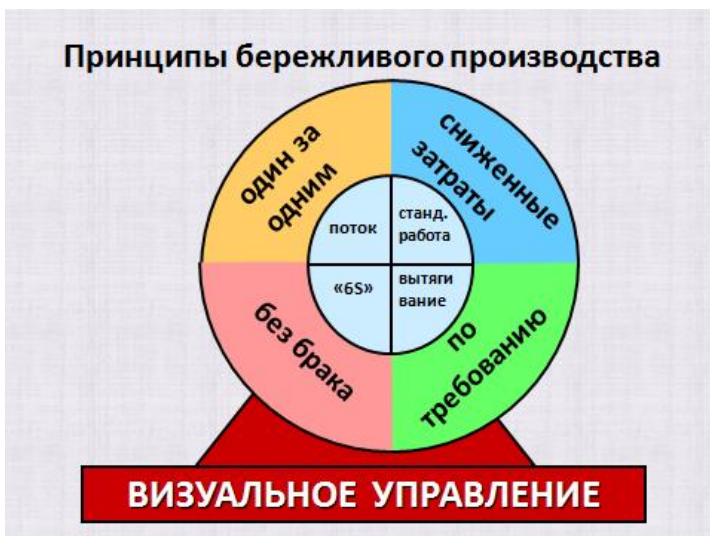 Принципы бережливого производства
один за
одним
сниженные
затраты
поток
станд.
работа
«6S»
вытяги
вание
без брака
по
требованию
ВИЗУАЛЬНОЕ УПРАВЛЕНИЕ